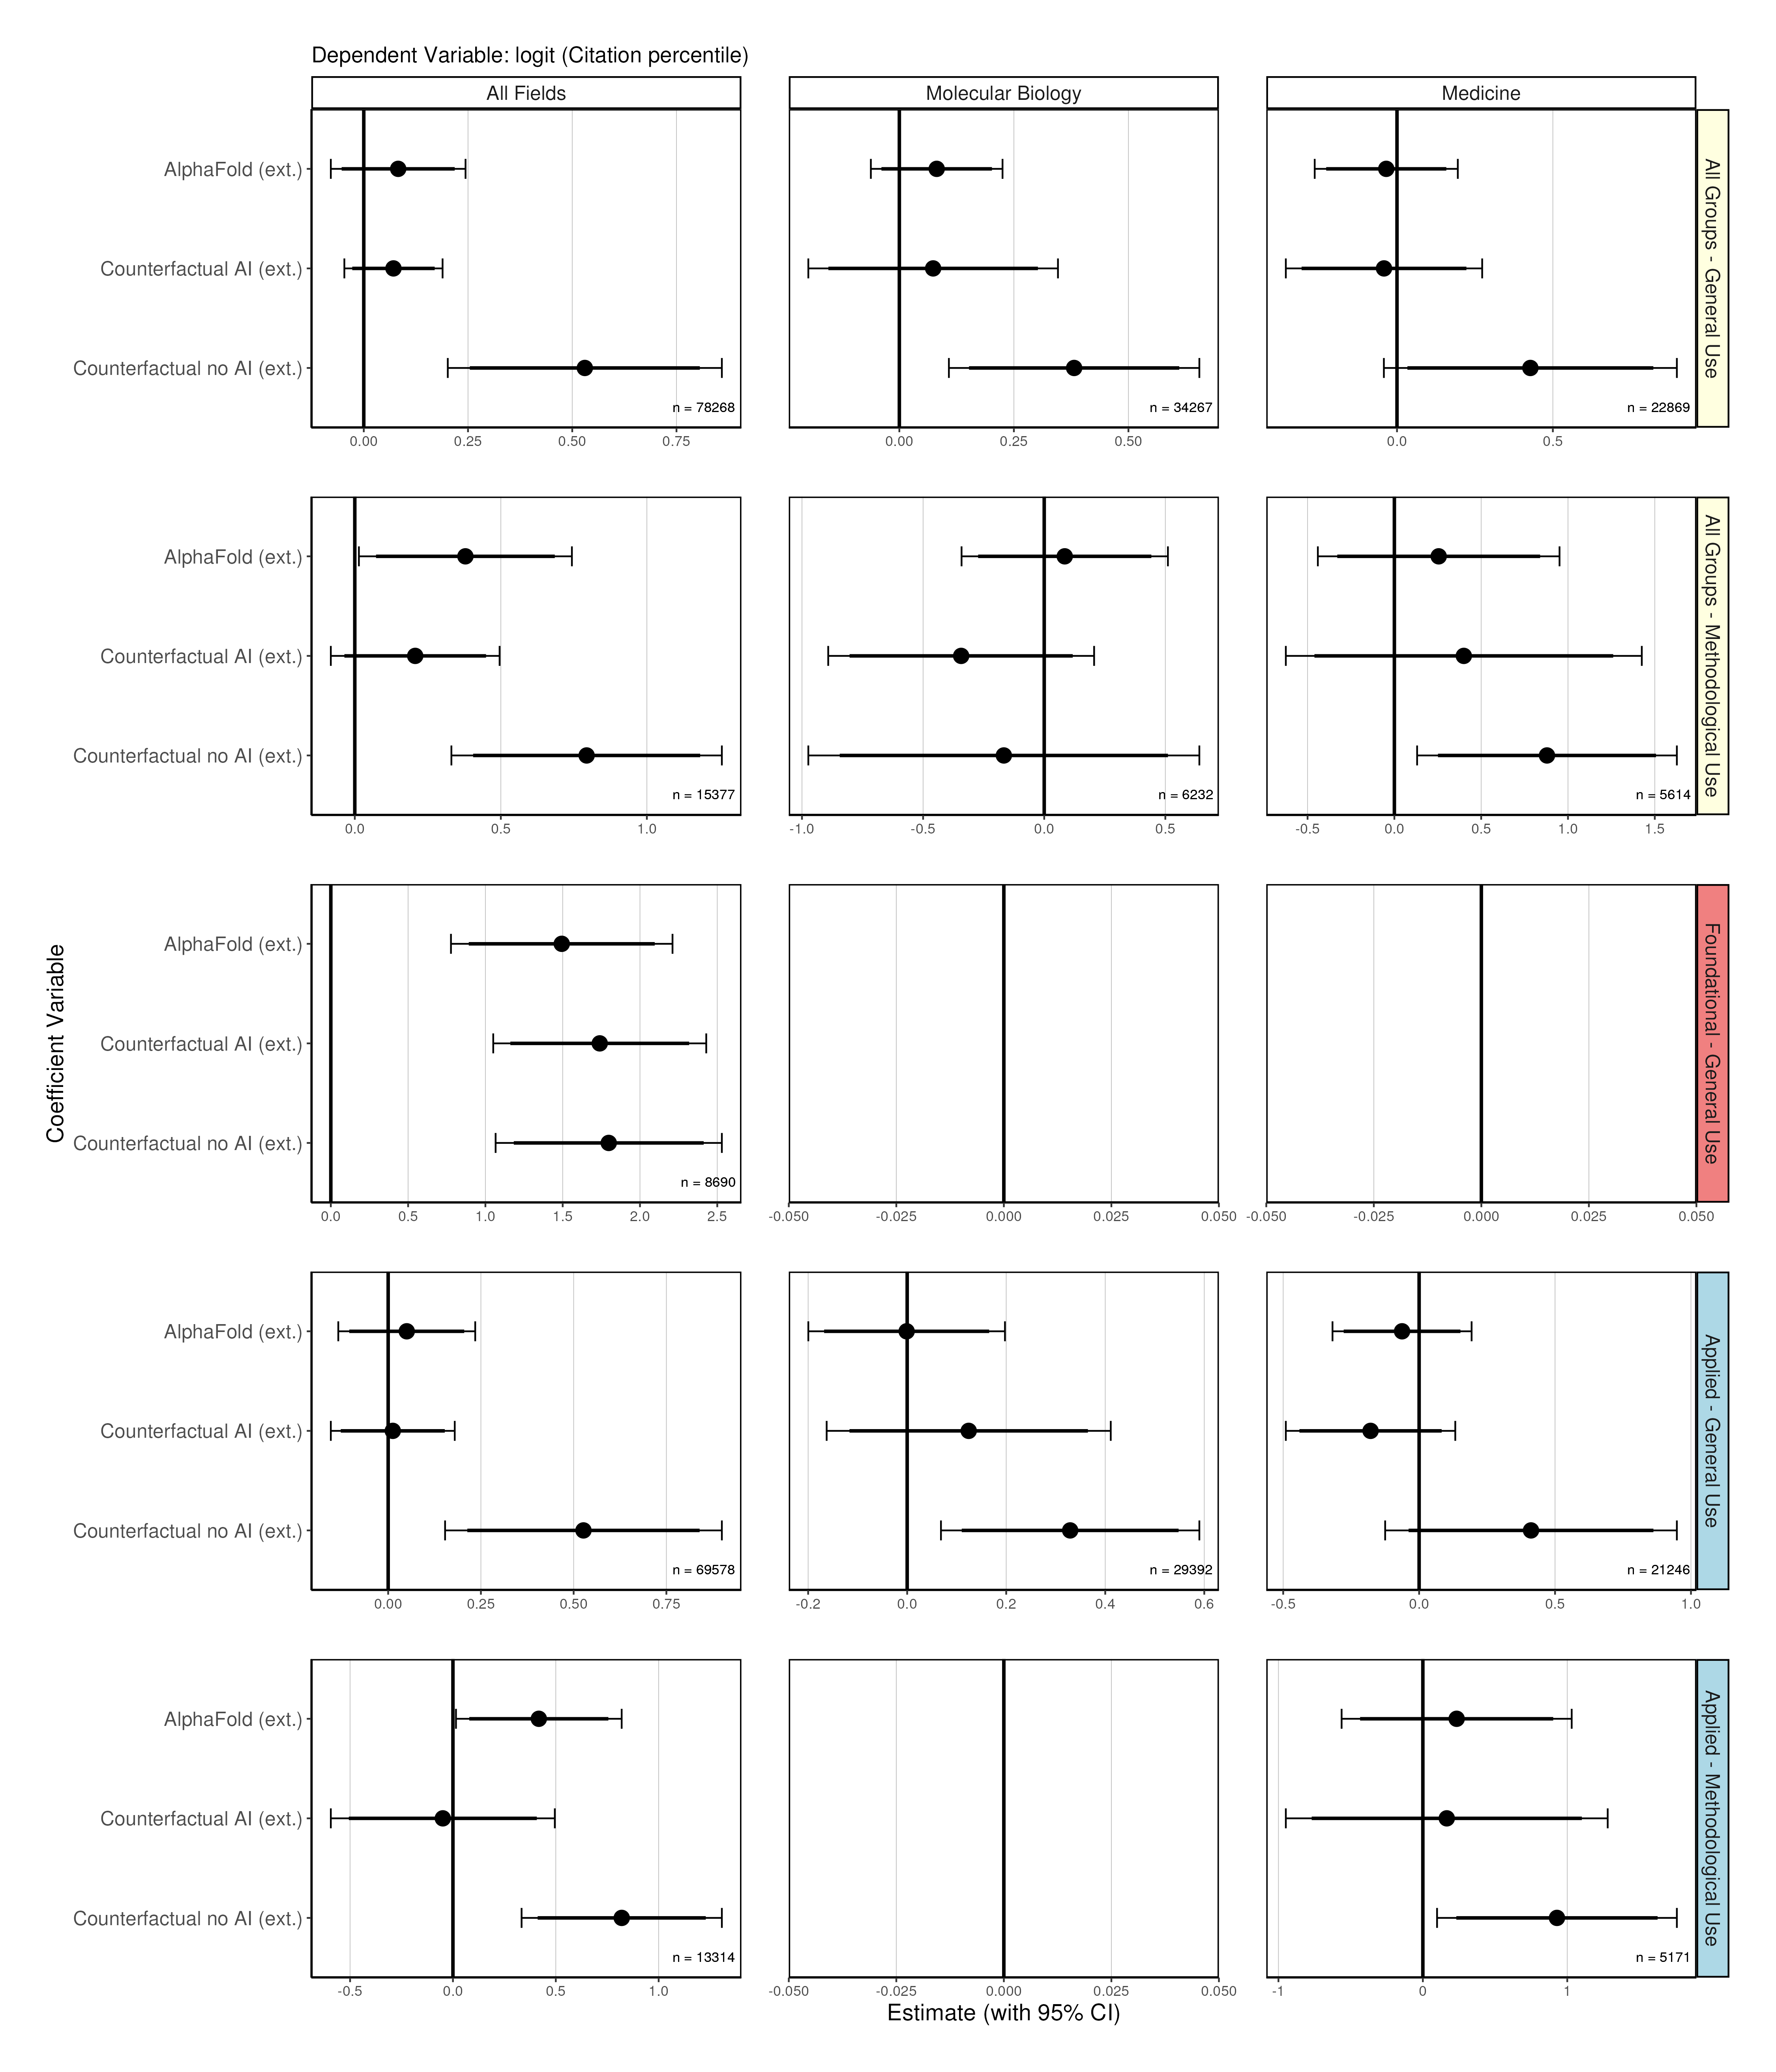 Dependent Variable: logit (Citation percentile)
All Fields
Molecular Biology
Medicine
AlphaFold (ext.)
Counterfactual AI (ext.)
Counterfactual no AI (ext.)
n = 78268
n = 34267
n = 22869
All Groups - General Use
0.00 0.25 0.50 0.75
0.00 0.25 0.50
0.0 0.5
AlphaFold (ext.)
Counterfactual AI (ext.)
Counterfactual no AI (ext.)
n = 15377
n = 6232
n = 5614
All Groups - Methodological Use
0.0 0.5 1.0
-1.0 -0.5 0.0 0.5
-0.5 0.0 0.5 1.0 1.5
Coefficient Variable
AlphaFold (ext.)
Counterfactual AI (ext.)
Counterfactual no AI (ext.)
n = 8690
Foundational - General Use
0.0 0.5 1.0 1.5 2.0 2.5
-0.050 -0.025 0.000 0.025 0.050
-0.050 -0.025 0.000 0.025 0.050
AlphaFold (ext.)
Counterfactual AI (ext.)
Counterfactual no AI (ext.)
n = 69578
n = 29392
n = 21246
Applied - General Use
0.00 0.25 0.50 0.75
-0.2 0.0 0.2 0.4 0.6
-0.5 0.0 0.5 1.0
AlphaFold (ext.)
Counterfactual AI (ext.)
Counterfactual no AI (ext.)
n = 13314
n = 5171
Applied - Methodological Use
-0.5 0.0 0.5 1.0
-0.050 -0.025 0.000 0.025 0.050
-1 0 1
Estimate (with 95% CI)